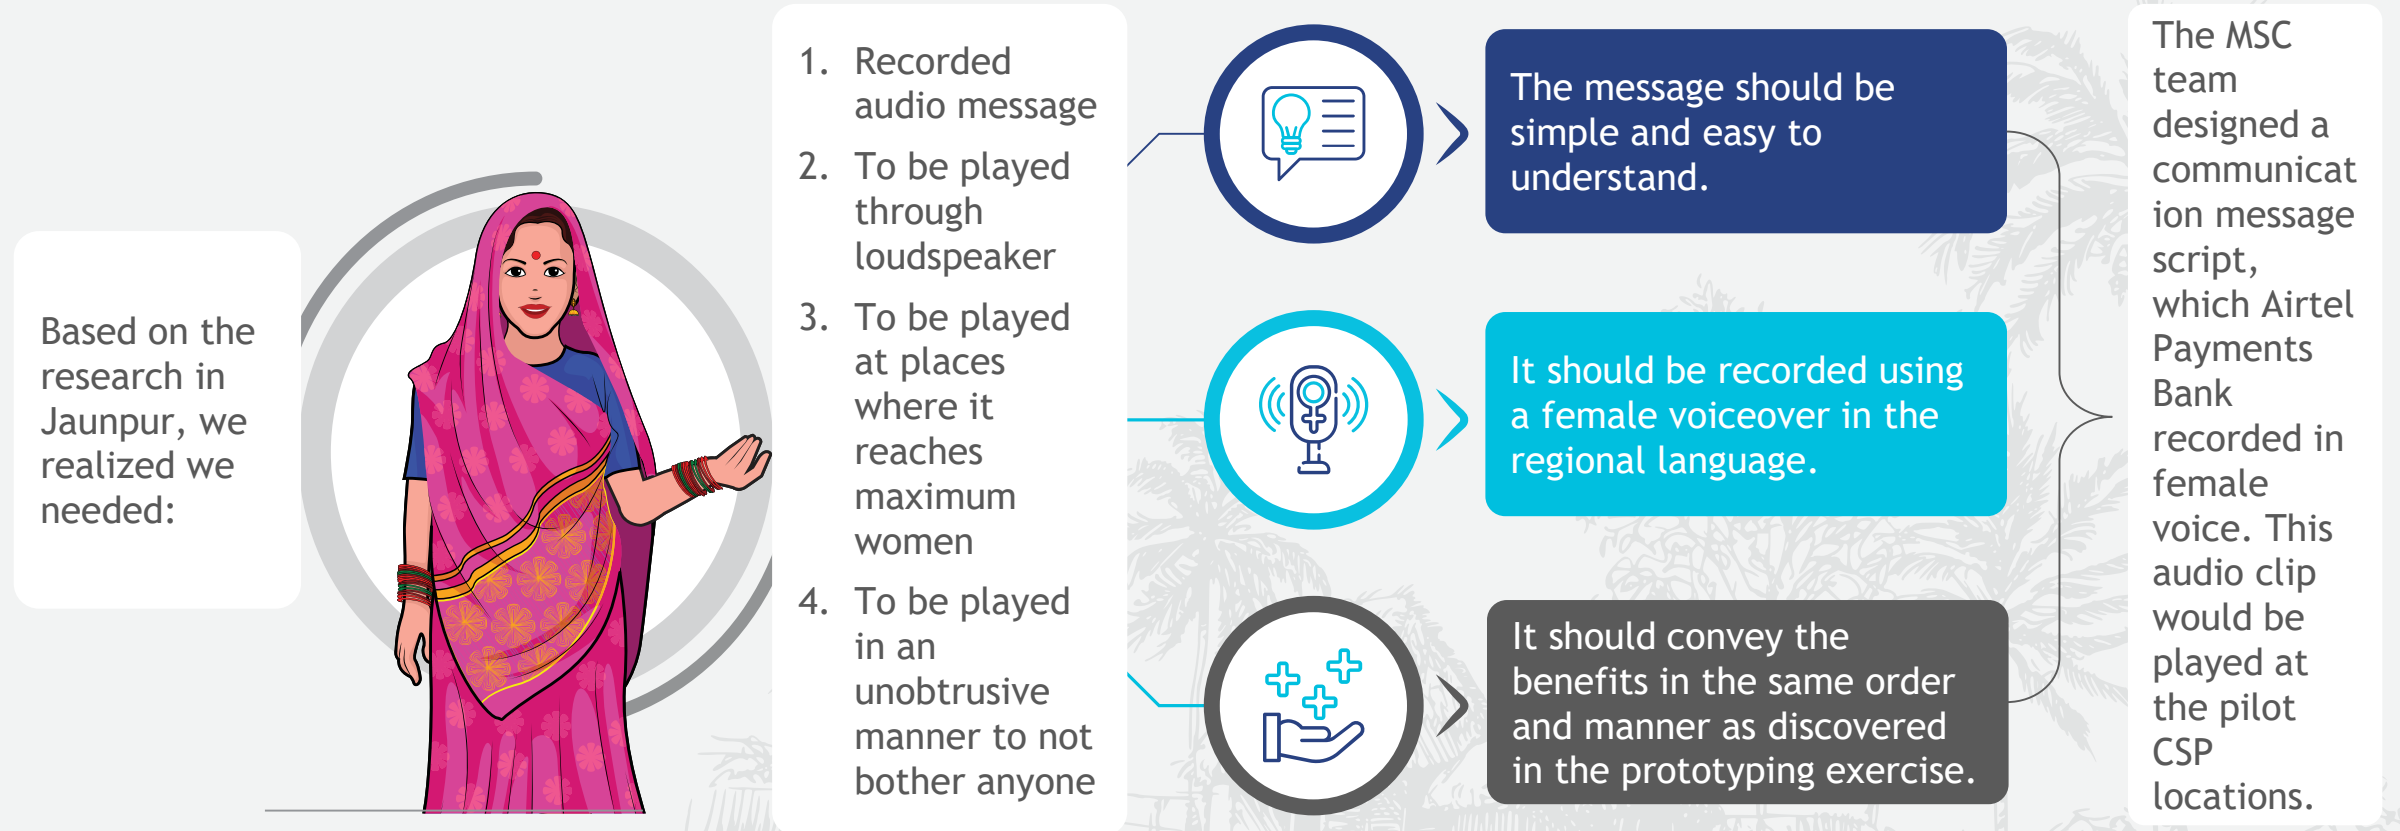 Based on the
research in
Jaunpur, we
realized we
needed:
1. Recorded
audio message
2. To be played
through
loudspeaker
3. To be played
at places
where it
reaches
maximum
women
4. To be played
in an
unobtrusive
manner to not
bother anyone
The message should be
simple and easy to
understand.
It should be recorded using
a female voiceover in the
regional language.
It should convey the
benefits in the same order
and manner as discovered
in the prototyping exercise.
The MSC
team
designed a
communicat
ion message
script,
which Airtel
Payments
Bank
recorded in
female
voice. This
audio clip
would be
played at
the pilot
CSP
locations.